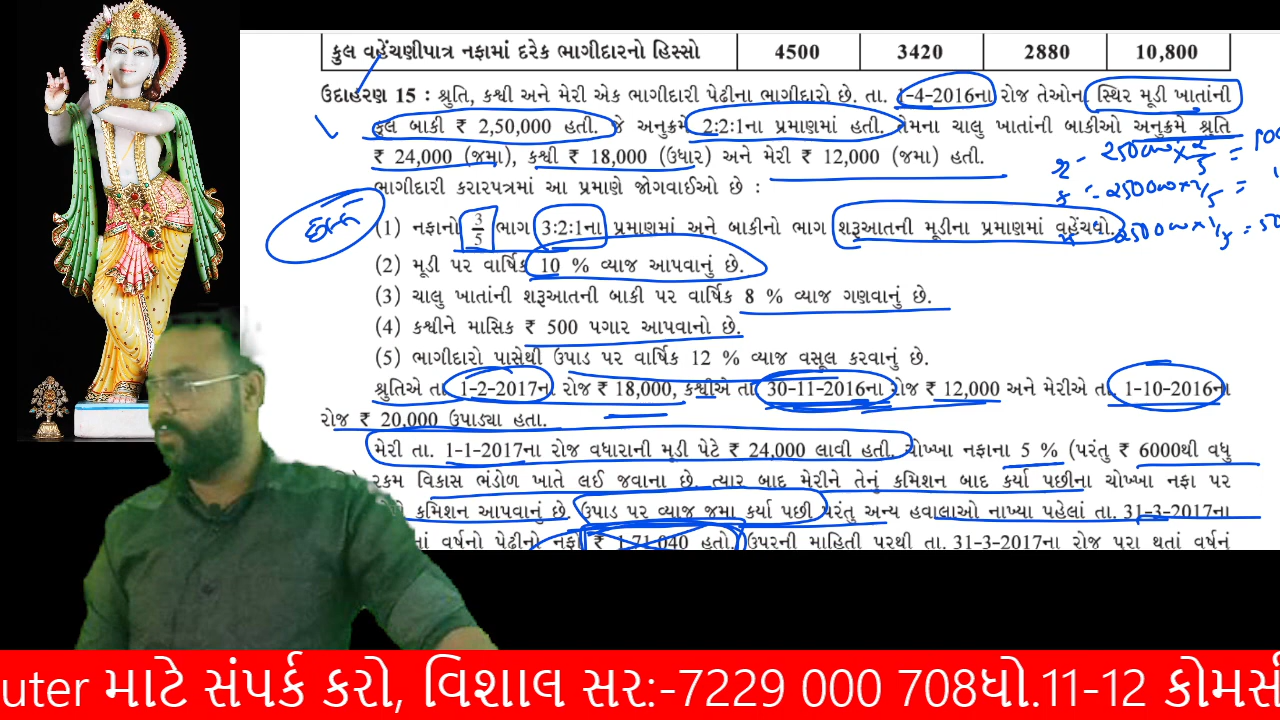 કુલ વહેંચણીપાત્ર નફામાં દરેક ભાગીદારનો હિસ્સો 4500 3420 2880 10,800
ઉદાહરણ 15 : શ્રુતિ, કશ્વી અને મેરી એક ભાગીદારી પેઢીના ભાગીદારો છે. તા. 1-4-2016ના રોજ તેઓના સ્થિર મૂડી ખાતાંની
કુલ બાકી ₹ 2,50,000 હતી. જે અનુક્રમે 2:2:1ના પ્રમાણમાં હતી. તેમના ચાલુ ખાતાંની બાકીઓ અનુક્રમે શ્રુતિ
₹ 24,000 (જમા), કશ્વી ₹ 18,000 (ઉધાર) અને મેરી ₹ 12,000 (જમા) હતી.
ભાગીદારી કરારપત્રમાં આ પ્રમાણે જોગવાઈઓ છે :
(1) નફાનો 3/5 ભાગ 3:2:1ના પ્રમાણમાં અને બાકીનો ભાગ શરૂઆતની મૂડીના પ્રમાણમાં વહેંચવો.
(2) મૂડી પર વાર્ષિક 10 % વ્યાજ આપવાનું છે.
(3) ચાલુ ખાતાંની શરૂઆતની બાકી પર વાર્ષિક 8 % વ્યાજ ગણવાનું છે.
(4) કશ્વીને માસિક ₹ 500 પગાર આપવાનો છે.
(5) ભાગીદારો પાસેથી ઉપાડ પર વાર્ષિક 12 % વ્યાજ વસૂલ કરવાનું છે.
શ્રુતિએ તા. 1-2-2017ના રોજ ₹ 18,000, કશ્વીએ તા. 30-11-2016ના રોજ ₹ 12,000 અને મેરીએ તા. 1-10-2016ના
રોજ ₹ 20,000 ઉપાડ્યા હતા.
મેરી તા. 1-1-2017ના રોજ વધારાની મૂડી પેટે ₹ 24,000 લાવી હતી. ચોખ્ખા નફાના 5 % (પરંતુ ₹ 6000થી વધુ
રકમ વિકાસ ભંડોળ ખાતે લઈ જવાના છે. ત્યાર બાદ મેરીને તેનું કમિશન બાદ કર્યા પછીના ચોખ્ખા નફા પર
કમિશન આપવાનું છે. ઉપાડ પર વ્યાજ જમા કર્યા પછી પરંતુ અન્ય હવાલાઓ નાખ્યા પહેલાં તા. 31-3-2017ના
વર્ષનો પેઢીનો નફો ₹ 1,71,040 હતો. ઉપરની માહિતી પરથી તા. 31-3-2017ના રોજ પૂરા થતાં વર્ષનું
uter માટે સંપર્ક કરો, વિશાલ સર:-7229 000 708ધો.11-12 કોમર્સ